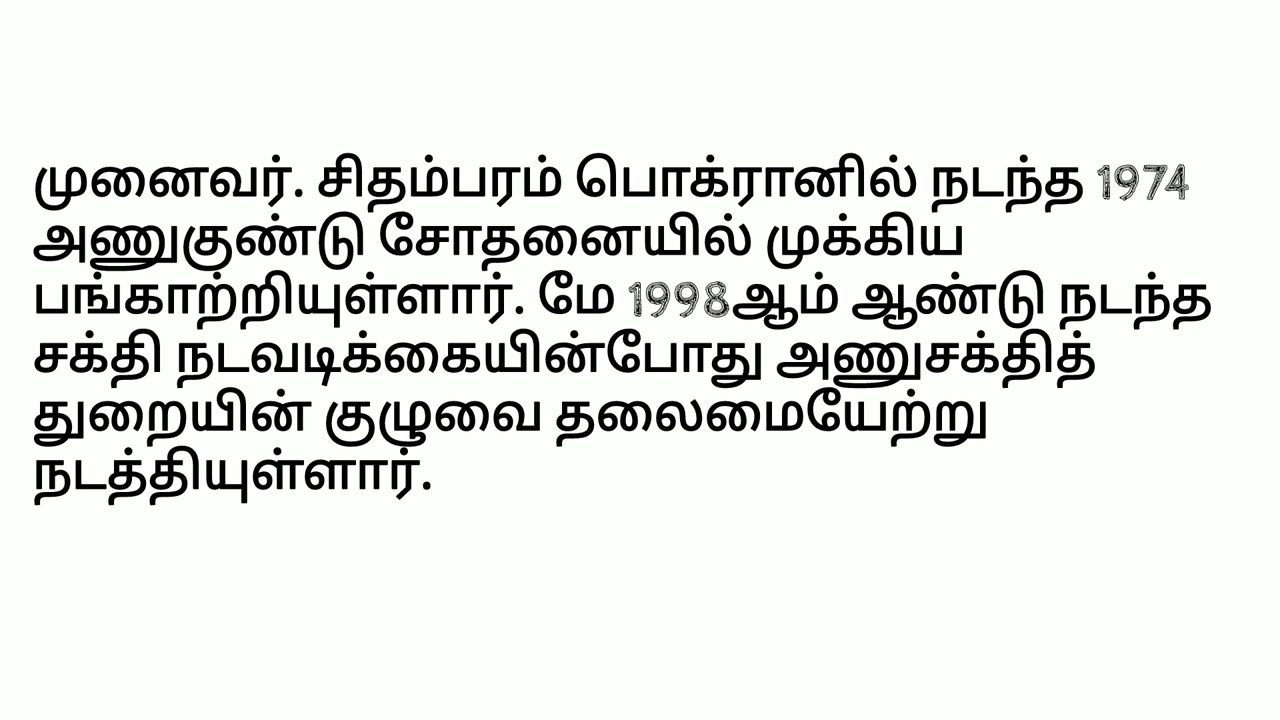 முனைவர். சிதம்பரம் பொக்ரானில் நடந்த 1974
அணுகுண்டு சோதனையில் முக்கிய
பங்காற்றியுள்ளார். மே 1998ஆம் ஆண்டு நடந்த
சக்தி நடவடிக்கையின்போது அணுசக்தித்
துறையின் குழுவை தலைமையேற்று
நடத்தியுள்ளார்.